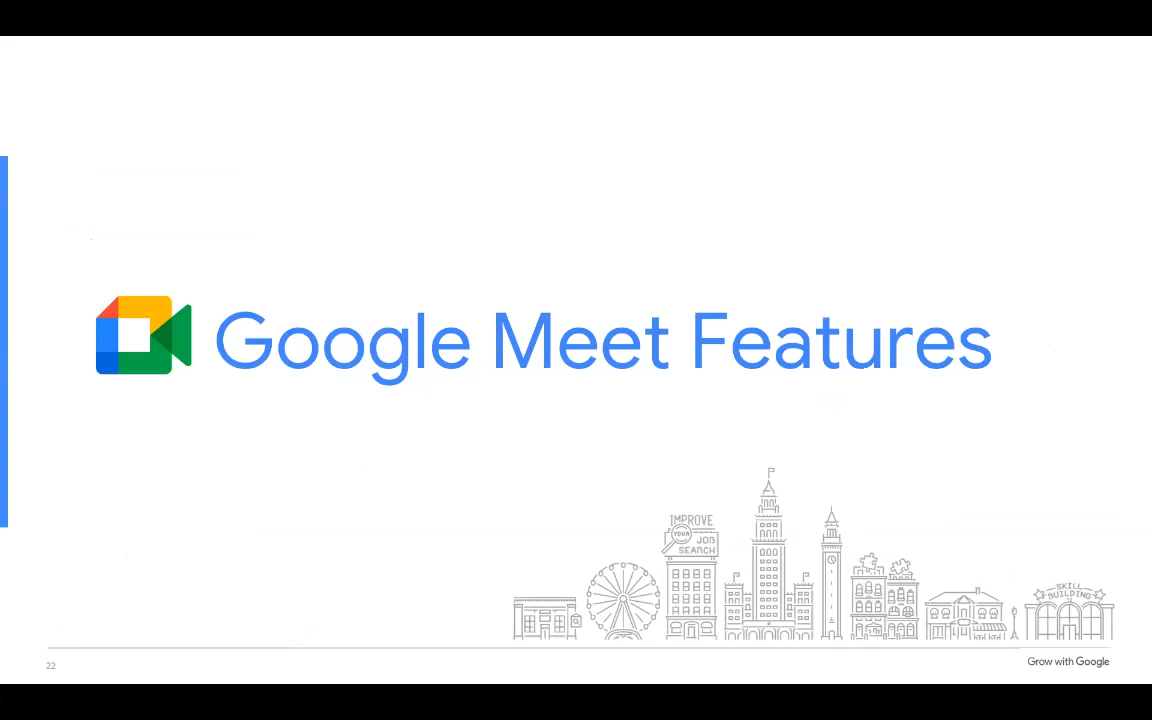 Google Meet Features
IMPROVE
YOUR
JOB
SEARCH
SKILL
BUILDING
22
Grow with Google